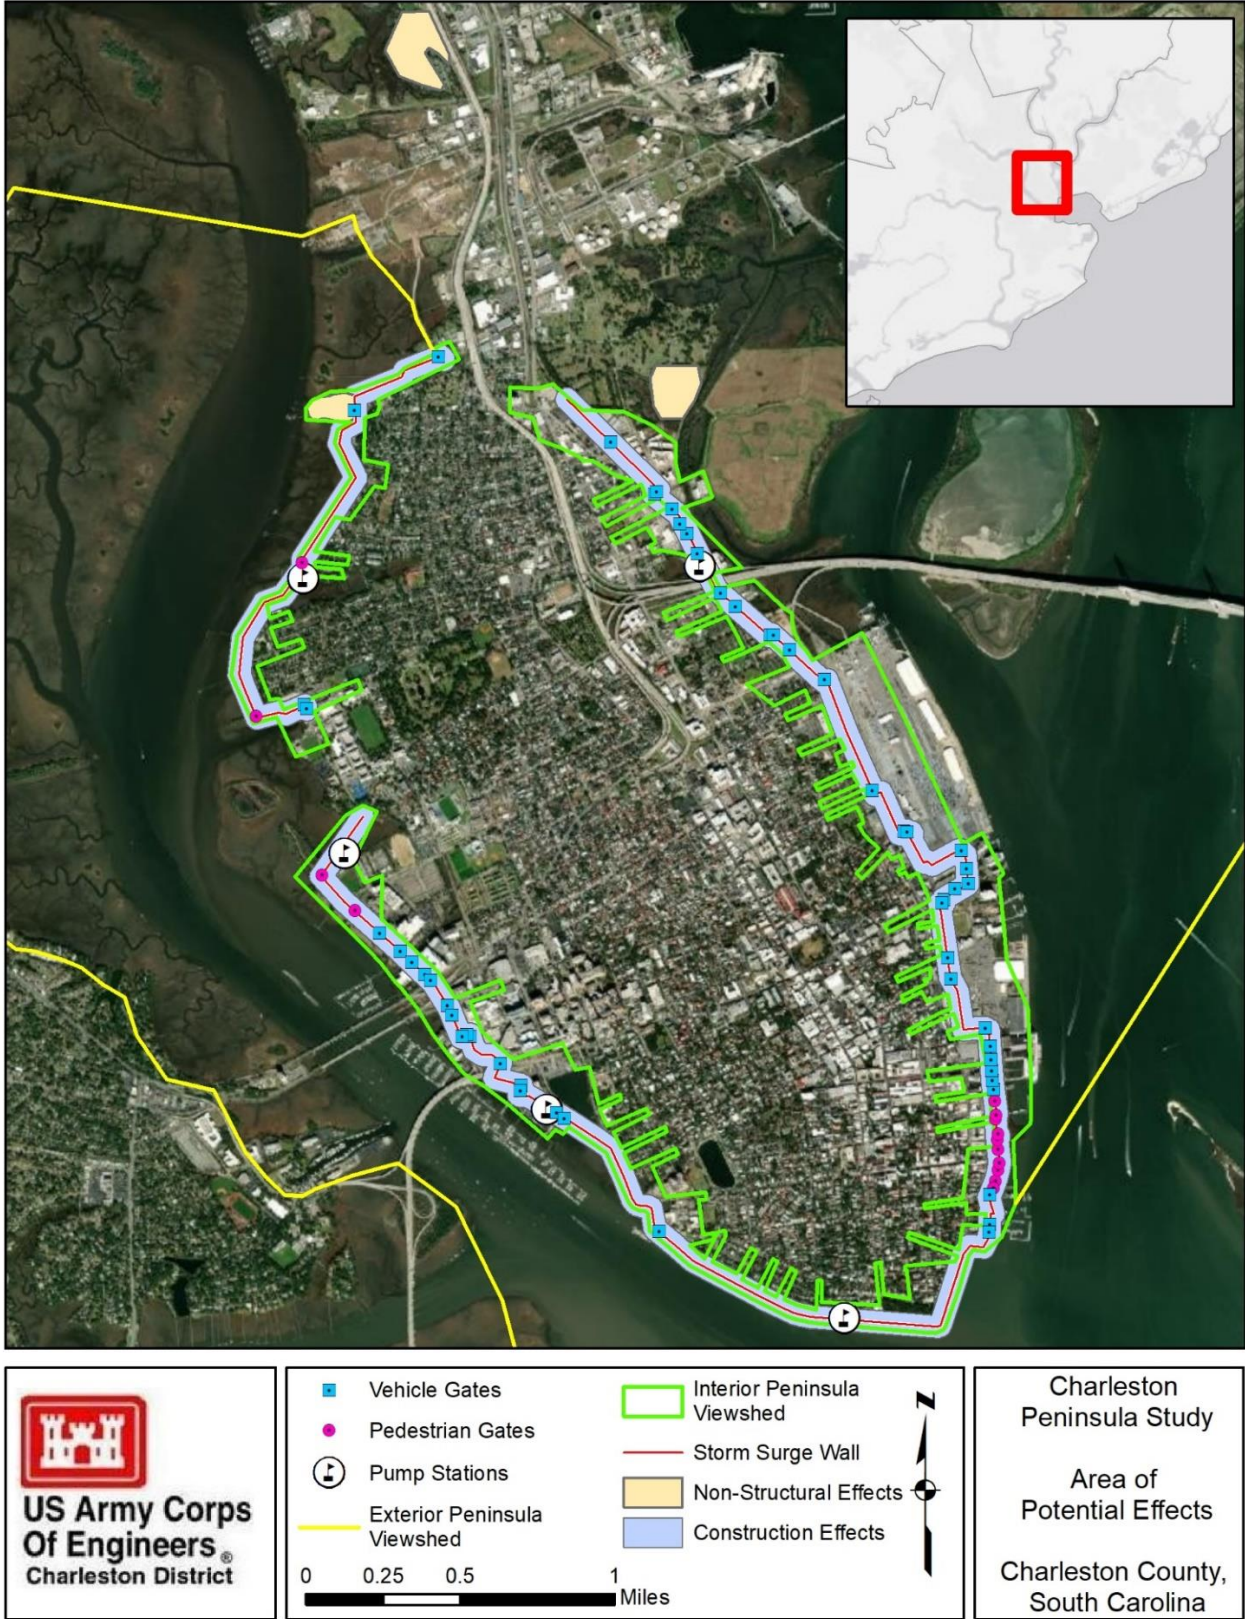 US Army Corps
Of Engineers®
Charleston District
Vehicle Gates
Pedestrian Gates
Pump Stations
Exterior Peninsula
Viewshed
Interior Peninsula
Viewshed
Storm Surge Wall
Non-Structural Effects
Construction Effects
0 0.25 0.5 1
Miles
N
Charleston
Peninsula Study
Area of
Potential Effects
Charleston County,
South Carolina